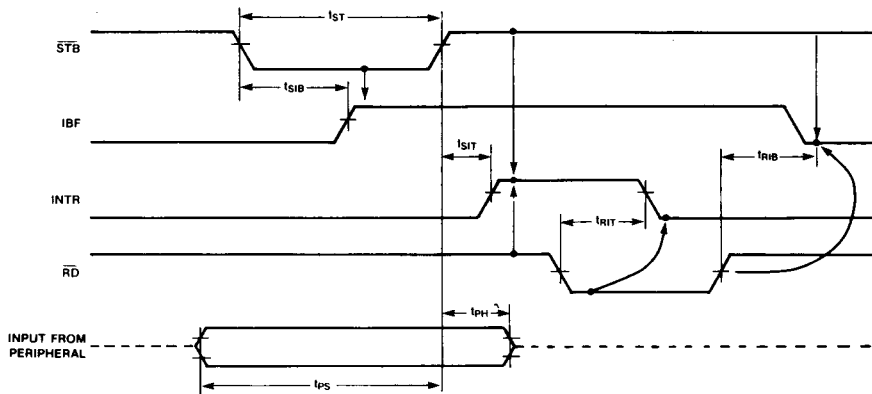 tST
STB
tSIB
IBF
tSIT
tRIB
INTR
tRIT
RD
tPH
INPUT FROM
PERIPHERAL
tPS